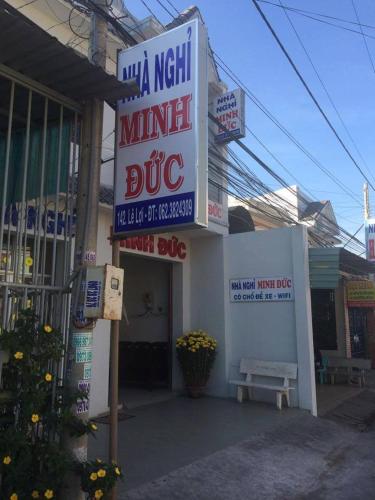 NHÀ NGHỈ
MINH
ĐỨC
142. Lê Lợi - ĐT: 062.3824309
NHÀ NGHỈ
MINH ĐỨC
MINH ĐỨC
NHÀ NGHỈ MINH ĐỨC
CÓ CHỖ ĐỂ XE - WIFI